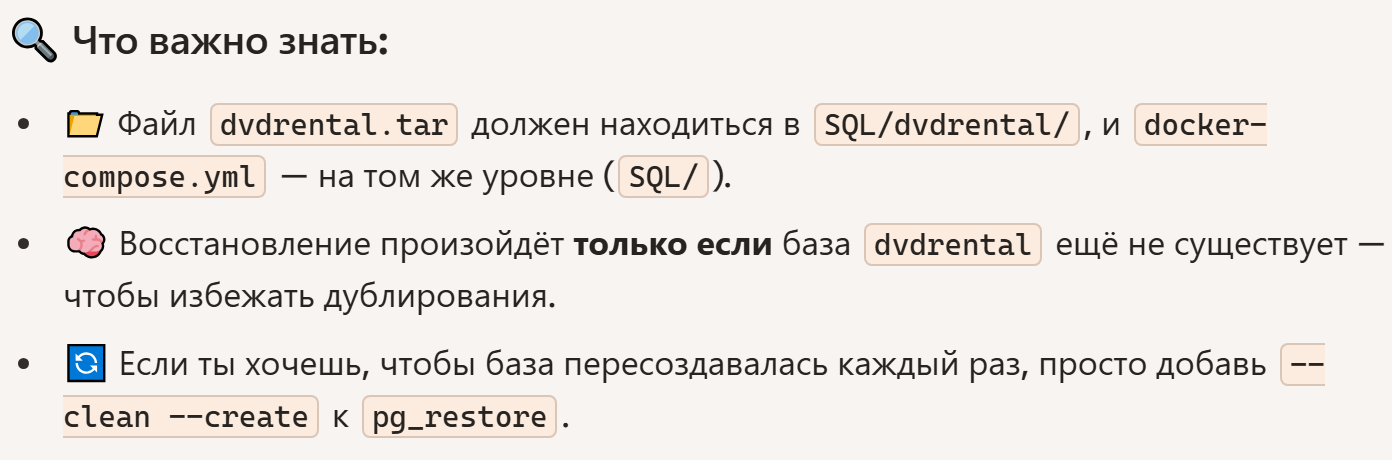 🔍 Что важно знать:
• 📁 Файл dvdrental.tar должен находиться в SQL/dvdrental/, и docker-
compose.yml — на том же уровне (SQL/).
• 🧠 Восстановление произойдёт только если база dvdrental ещё не существует —
чтобы избежать дублирования.
• 🔄 Если ты хочешь, чтобы база пересоздавалась каждый раз, просто добавь --
clean --create к pg_restore.